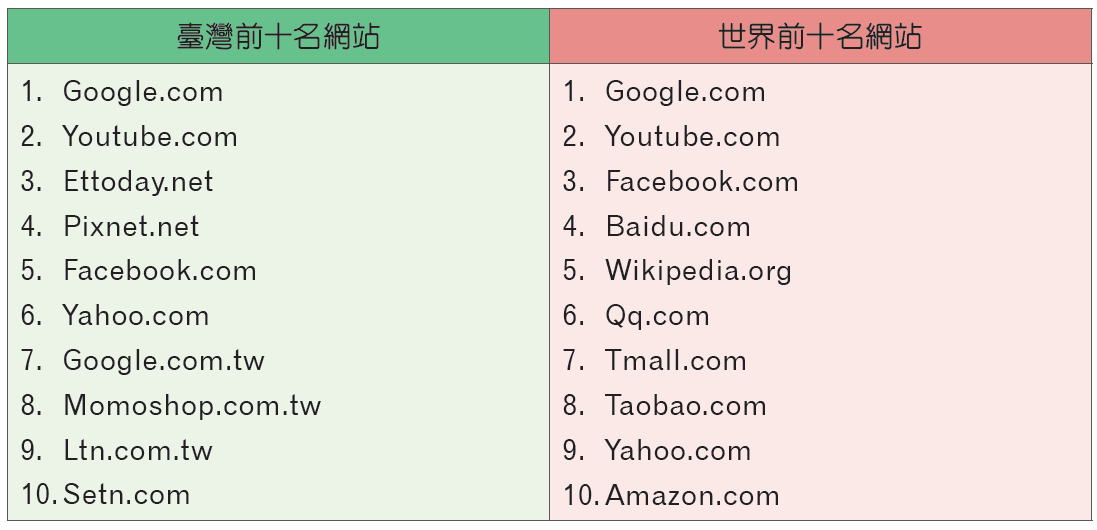 臺灣前十名網站
1. Google.com
2. Youtube.com
3. Ettoday.net
4. Pixnet.net
5. Facebook.com
6. Yahoo.com
7. Google.com.tw
8. Momoshop.com.tw
9. Ltn.com.tw
10. Setn.com
世界前十名網站
1. Google.com
2. Youtube.com
3. Facebook.com
4. Baidu.com
5. Wikipedia.org
6. Qq.com
7. Tmall.com
8. Taobao.com
9. Yahoo.com
10. Amazon.com